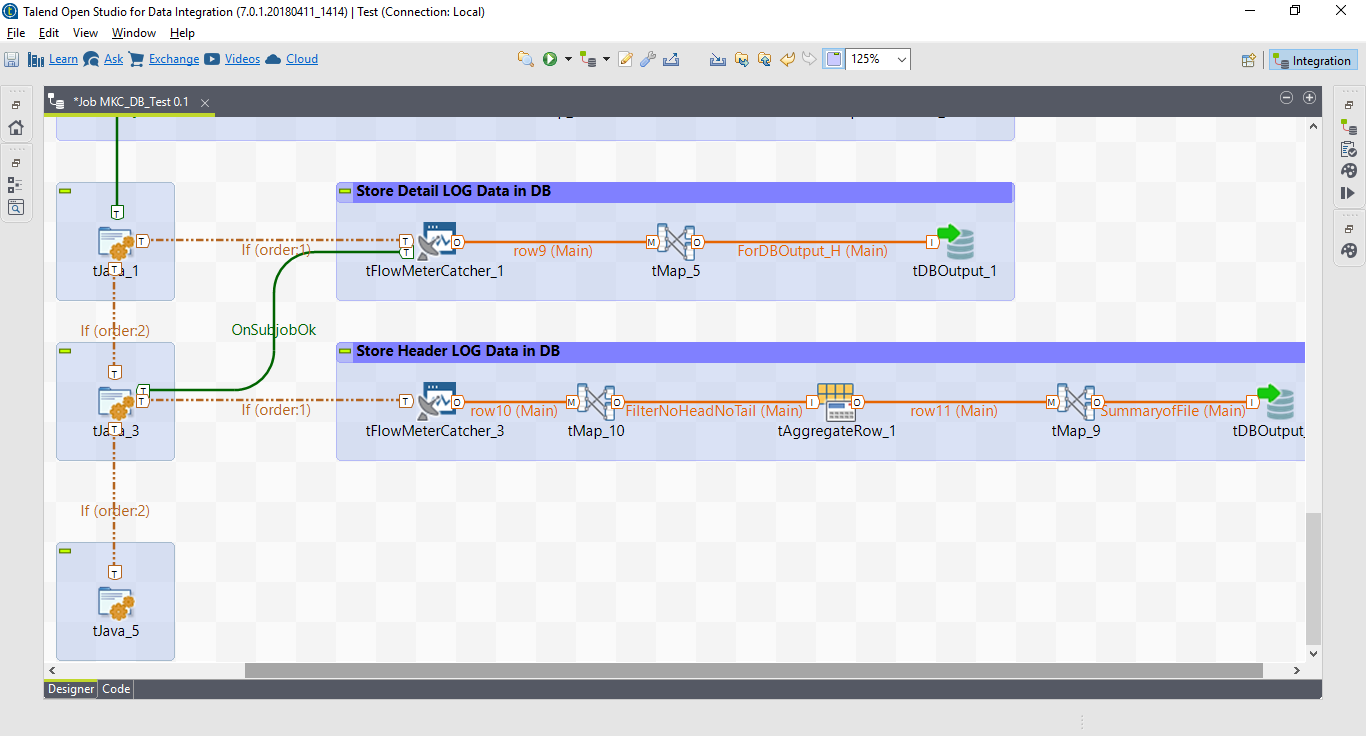 Talend Open Studio for Data Integration (7.0.1.20180411_1414) | Test (Connection: Local)
File Edit View Window Help
Learn Ask Exchange Videos Cloud 125% Integration
*Job MKC_DB_Test 0.1
Store Detail LOG Data in DB
T
T T O M O I
If (order:1) row9 (Main) ForDBOutput_H (Main)
T
tJava_1 tFlowMeterCatcher_1 tMap_5 tDBOutput_1
T
If (order:2) OnSubjobOk
Store Header LOG Data in DB
T
T
T T O M O I O M O I
If (order:1) row10 (Main) FilterNoHeadNoTail (Main) row11 (Main) SummaryofFile (Main)
tJava_3 tFlowMeterCatcher_3 tMap_10 tAggregateRow_1 tMap_9 tDBOutput_
T
If (order:2)
T
tJava_5
Designer Code